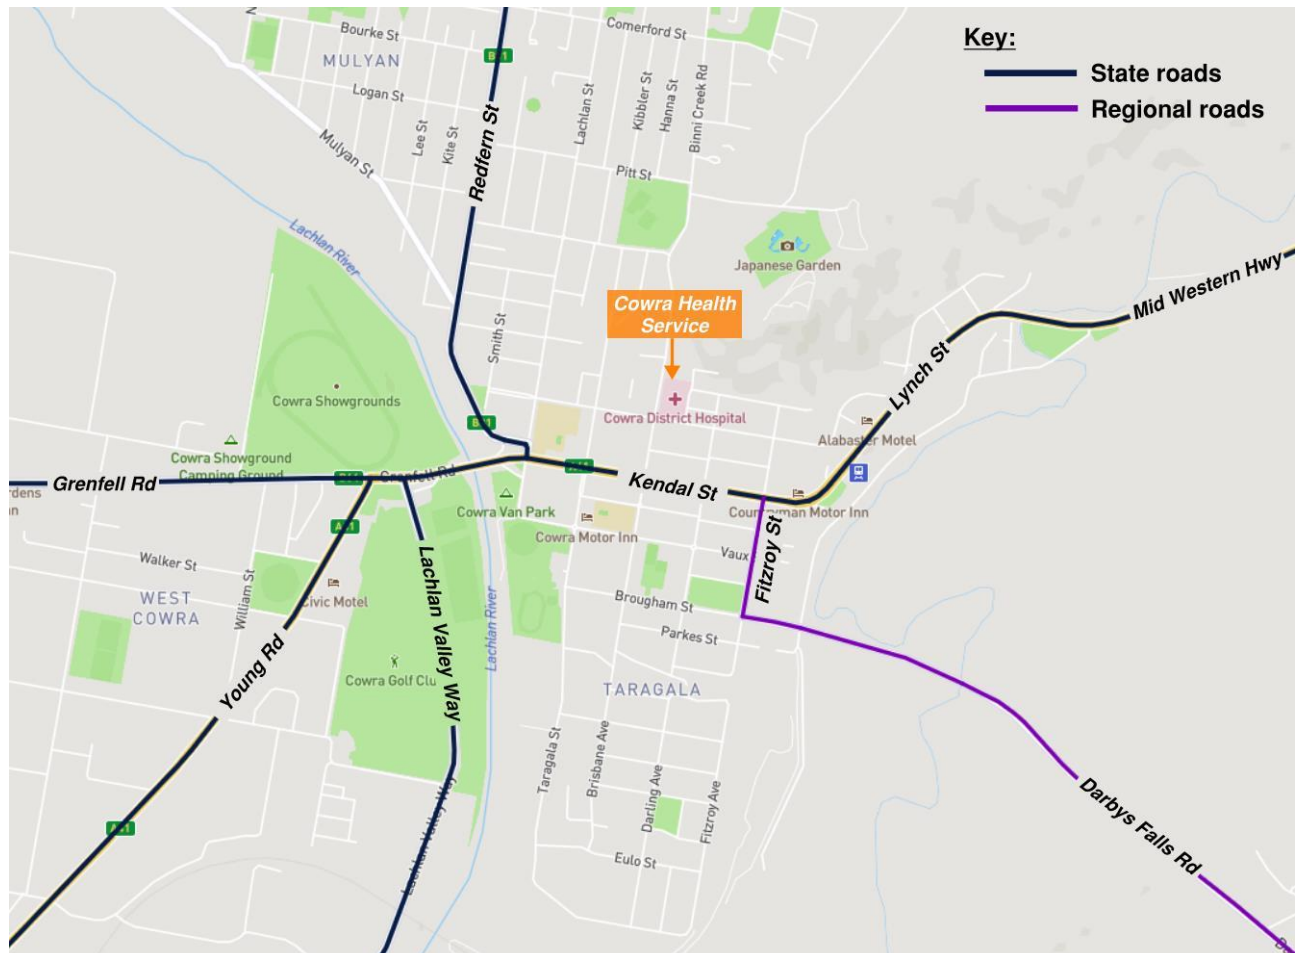 Key:
State roads
Regional roads
Bourke St
MULYAN
Logan St
Mulyan St
Lee St
Kite St
Redfern St
Comerford St
Lachlan St
Kibbler St
Hanna St
Binni Creek Rd
Pitt St
Lachlan River
Japanese Garden
Mid Western Hwy
Cowra Health
Service
Smith St
Lynch St
Cowra Showgrounds
Cowra District Hospital
Alabaster Motel
Cowra Showground
Camping Ground
Grenfell Rd
Grenfell Rd
Kendal St
Cowra Van Park
Countryman Motor Inn
Cowra Motor Inn
Fitzroy St
Vaux
Walker St
William St
Civic Motel
WEST
COWRA
Lachlan Valley Way
Lachlan River
Brougham St
Parkes St
Young Rd
Cowra Golf Clu
TARAGALA
Taragala St
Brisbane Ave
Darling Ave
Fitzroy Ave
Eulo St
Lachlan Valley Way
Darbys Falls Rd